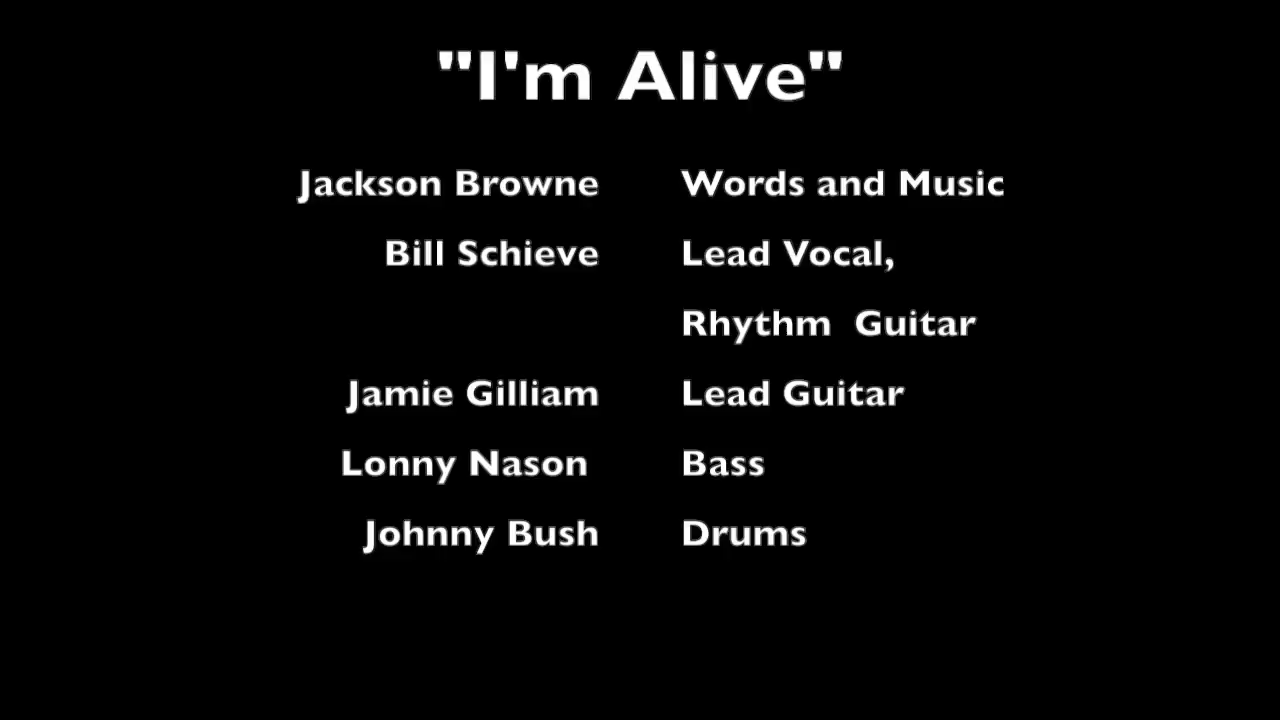 "I'm Alive"
Jackson Browne Words and Music
Bill Schieve Lead Vocal,
Rhythm  Guitar
Jamie Gilliam Lead Guitar
Lonny Nason Bass
Johnny Bush Drums